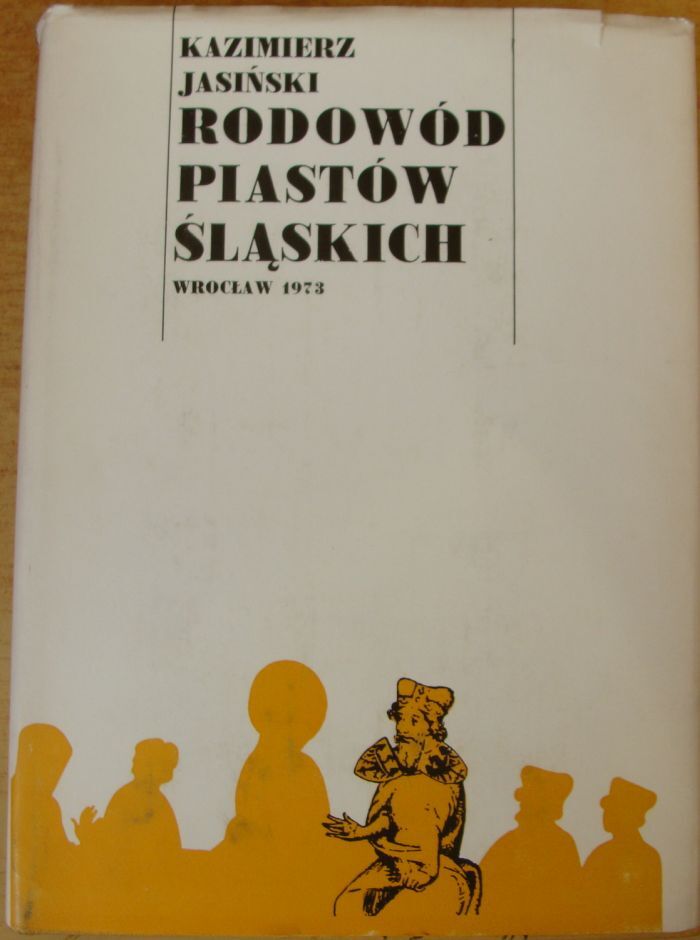 KAZIMIERZ
JASIŃSKI
RODOWÓD
PIASTÓW
ŚLĄSKICH
WROCŁAW 1973